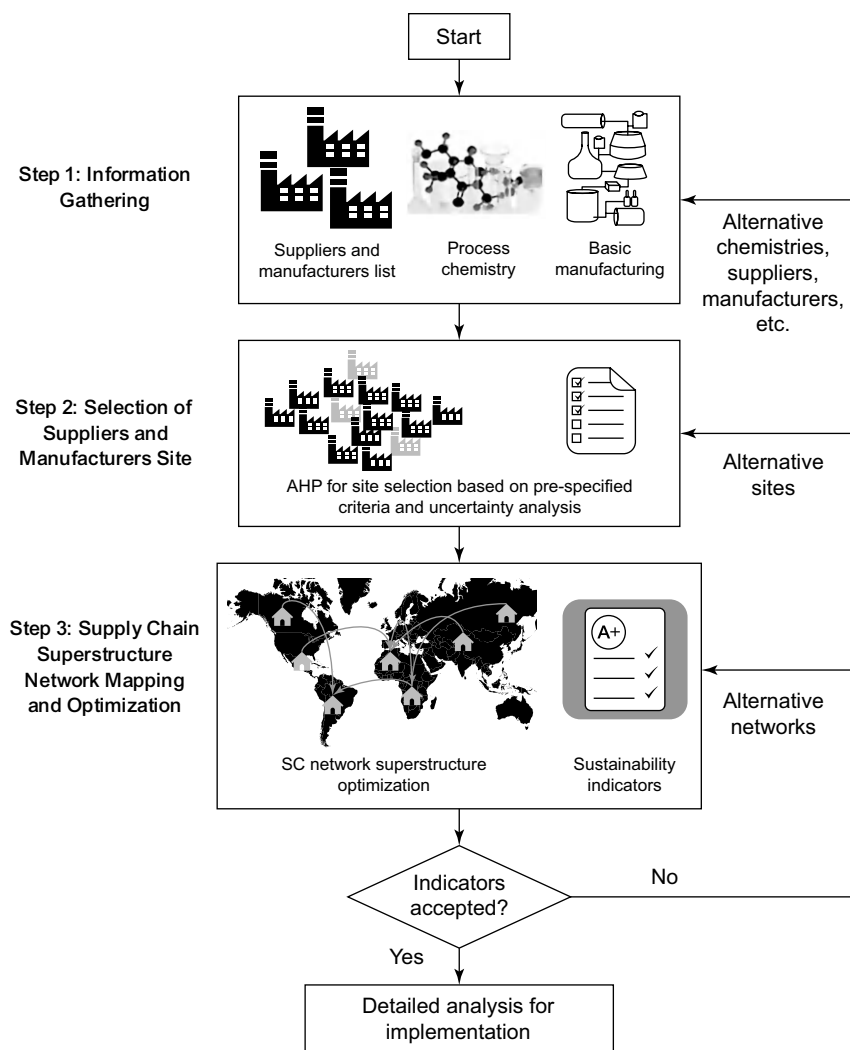 Start
Step 1: Information
Gathering
Suppliers and
manufacturers list
Process
chemistry
Basic
manufacturing
Alternative
chemistries,
suppliers,
manufacturers,
etc.
Step 2: Selection of
Suppliers and
Manufacturers Site
AHP for site selection based on pre-specified
criteria and uncertainty analysis
Alternative
sites
Step 3: Supply Chain
Superstructure
Network Mapping
and Optimization
A+
SC network superstructure
optimization
Sustainability
indicators
Alternative
networks
Indicators
accepted?
No
Yes
Detailed analysis for
implementation